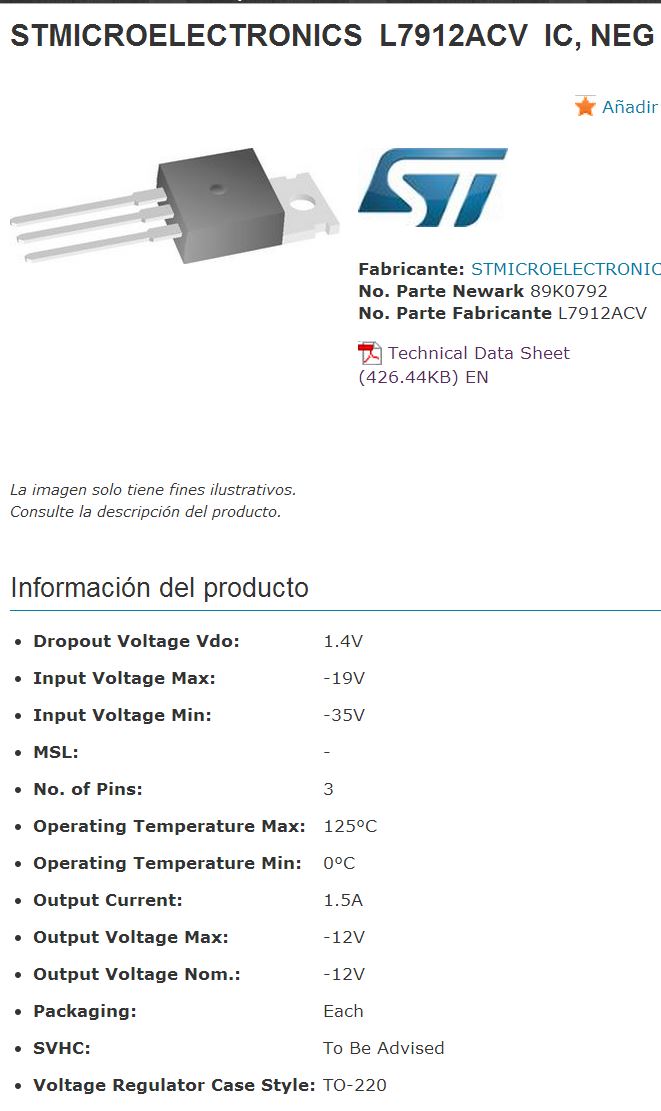 STMICROELECTRONICS L7912ACV IC, NEG
Añadir
ST
Fabricante: STMICROELECTRONIC
No. Parte Newark 89K0792
No. Parte Fabricante L7912ACV
Technical Data Sheet
(426.44KB) EN
La imagen solo tiene fines ilustrativos.
Consulte la descripción del producto.
Información del producto
• Dropout Voltage Vdo: 1.4V
• Input Voltage Max: -19V
• Input Voltage Min: -35V
• MSL: -
• No. of Pins: 3
• Operating Temperature Max: 125ºC
• Operating Temperature Min: 0ºC
• Output Current: 1.5A
• Output Voltage Max: -12V
• Output Voltage Nom.: -12V
• Packaging: Each
• SVHC: To Be Advised
• Voltage Regulator Case Style: TO-220